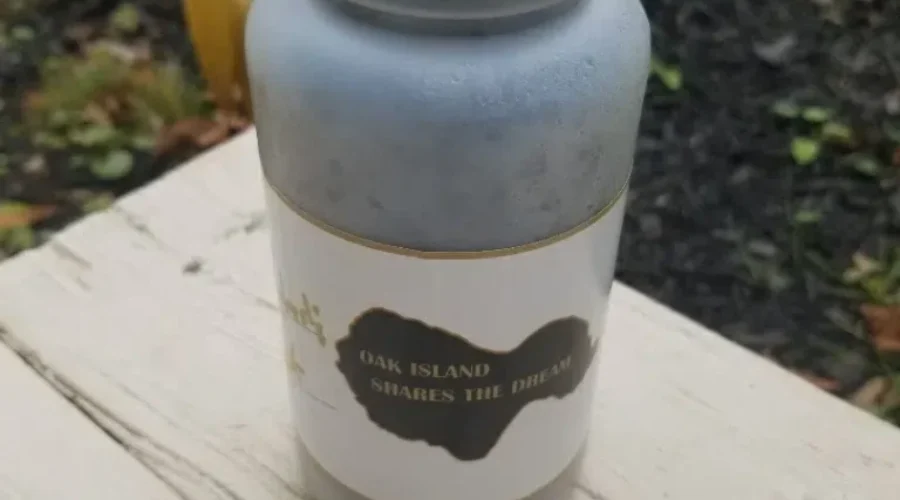 OAK ISLAND
SHARES THE DREAM